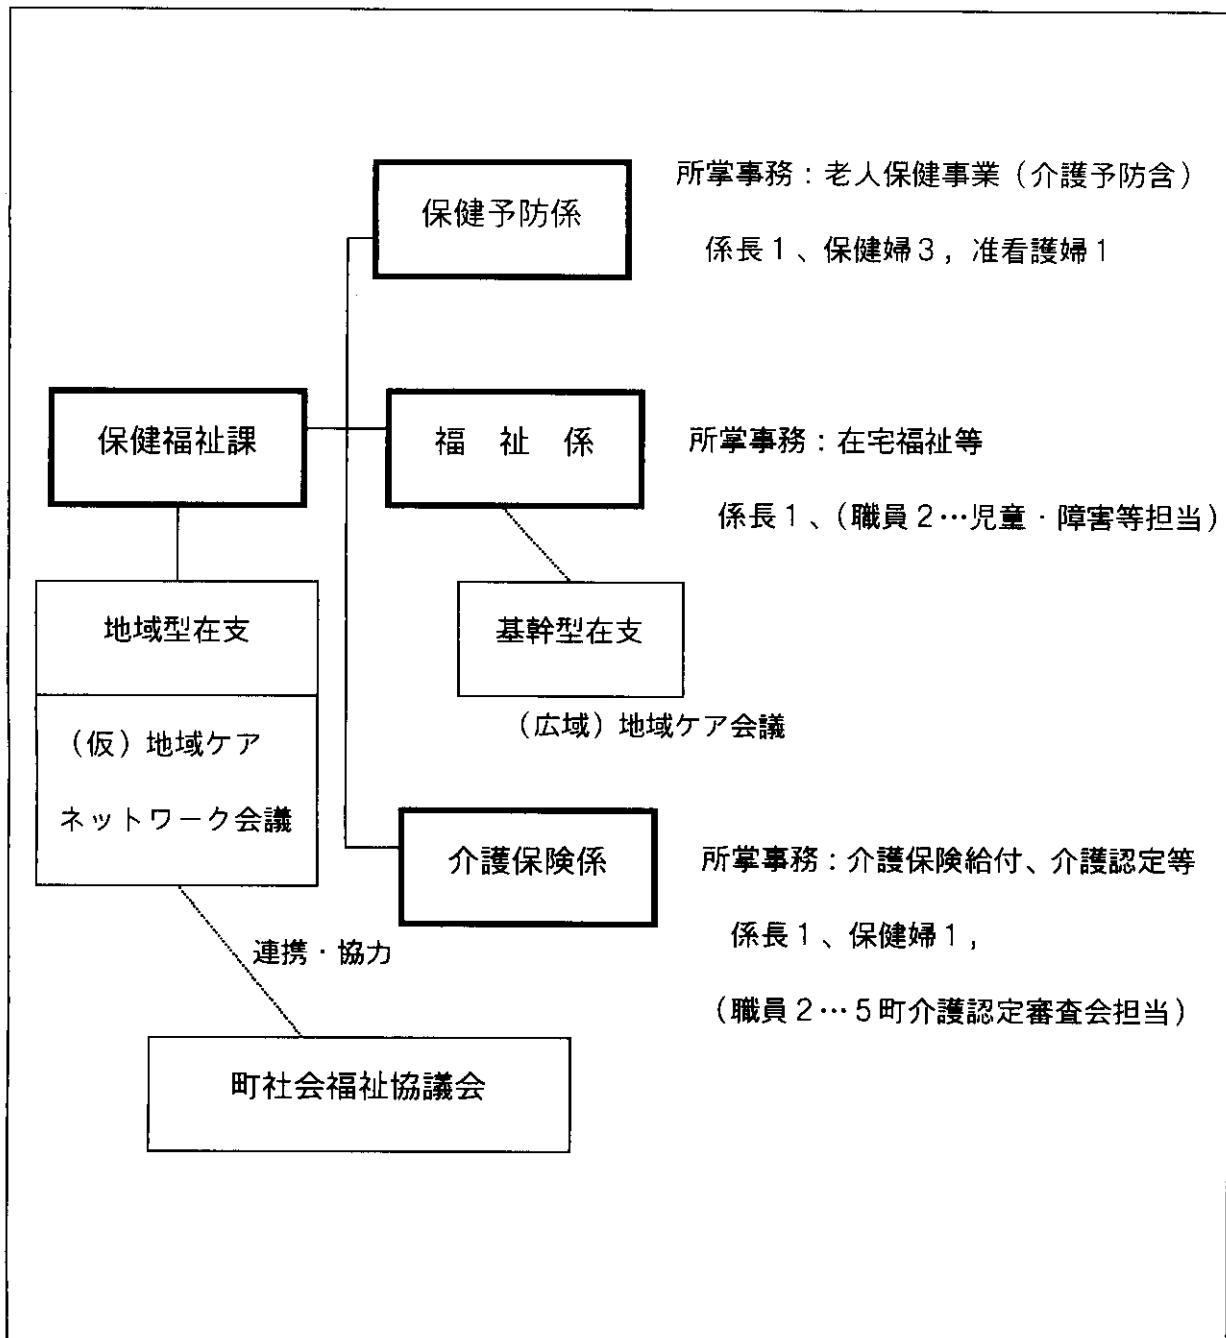 保健予防係
所掌事務：老人保健事業（介護予防含）
係長１、保健婦３，准看護婦１
保健福祉課
福　祉　係
所掌事務：在宅福祉等
係長１、（職員２…児童・障害等担当）
地域型在支
（仮）地域ケア
ネットワーク会議
基幹型在支
（広域）地域ケア会議
介護保険係
所掌事務：介護保険給付、介護認定等
係長１、保健婦１，
（職員２…５町介護認定審査会担当）
連携・協力
町社会福祉協議会